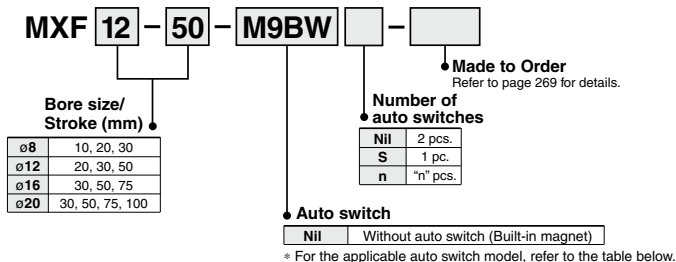 MXF 12 – 50 – M9BW –
Made to Order
Refer to page 269 for details.
Number of
auto switches
Nil 2 pcs.
S 1 pc.
n “n” pcs.
Bore size/
Stroke (mm)
ø8 10, 20, 30
ø12 20, 30, 50
ø16 30, 50, 75
ø20 30, 50, 75, 100
Auto switch
Nil Without auto switch (Built-in magnet)
∗ For the applicable auto switch model, refer to the table below.